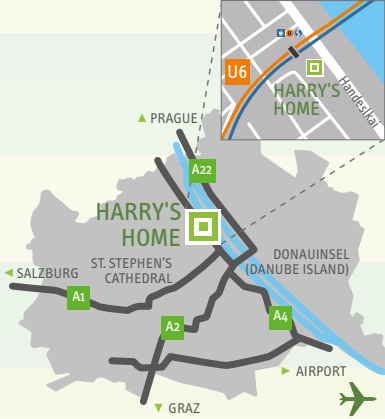 U6
HARRY'S
HOME
Handelskai
PRAGUE
A22
HARRY'S
HOME
ST. STEPHEN'S
CATHEDRAL
DONAUINSEL
(DANUBE ISLAND)
SALZBURG
A1
A2
A4
AIRPORT
GRAZ